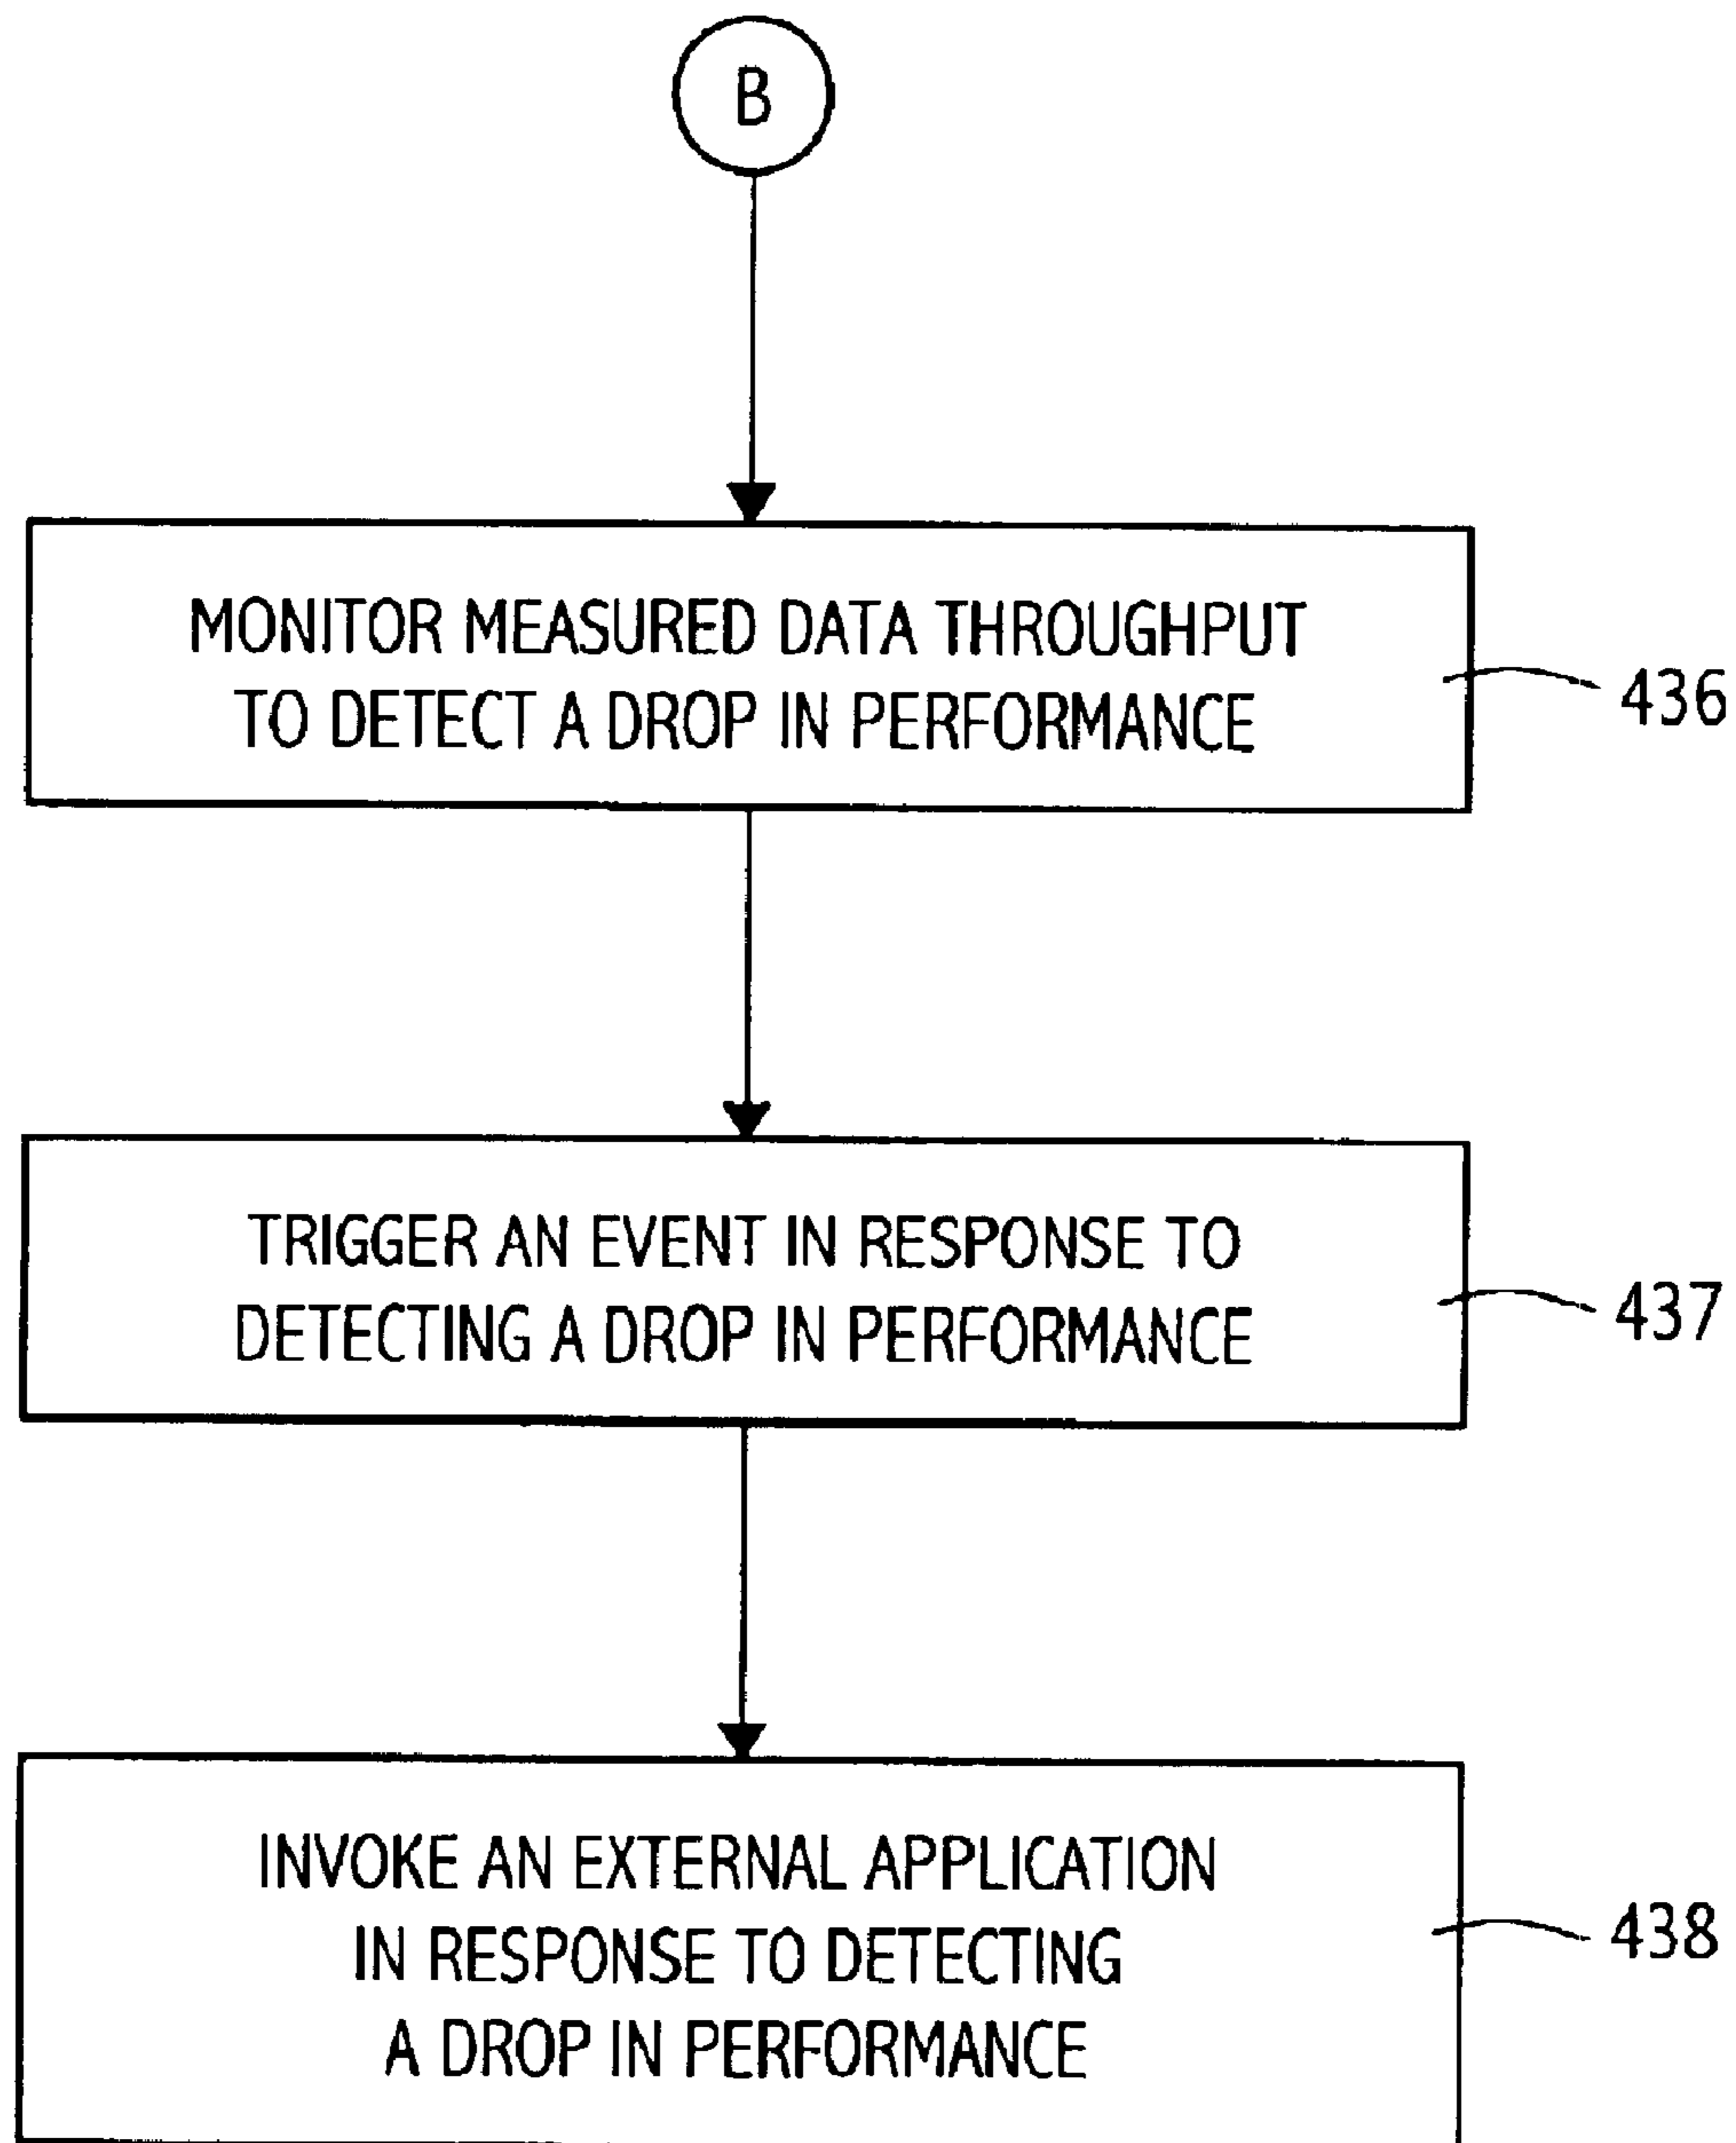 B
MONITOR MEASURED DATA THROUGHPUT
TO DETECT A DROP IN PERFORMANCE
436
TRIGGER AN EVENT IN RESPONSE TO
DETECTING A DROP IN PERFORMANCE
437
INVOKE AN EXTERNAL APPLICATION
IN RESPONSE TO DETECTING
A DROP IN PERFORMANCE
438